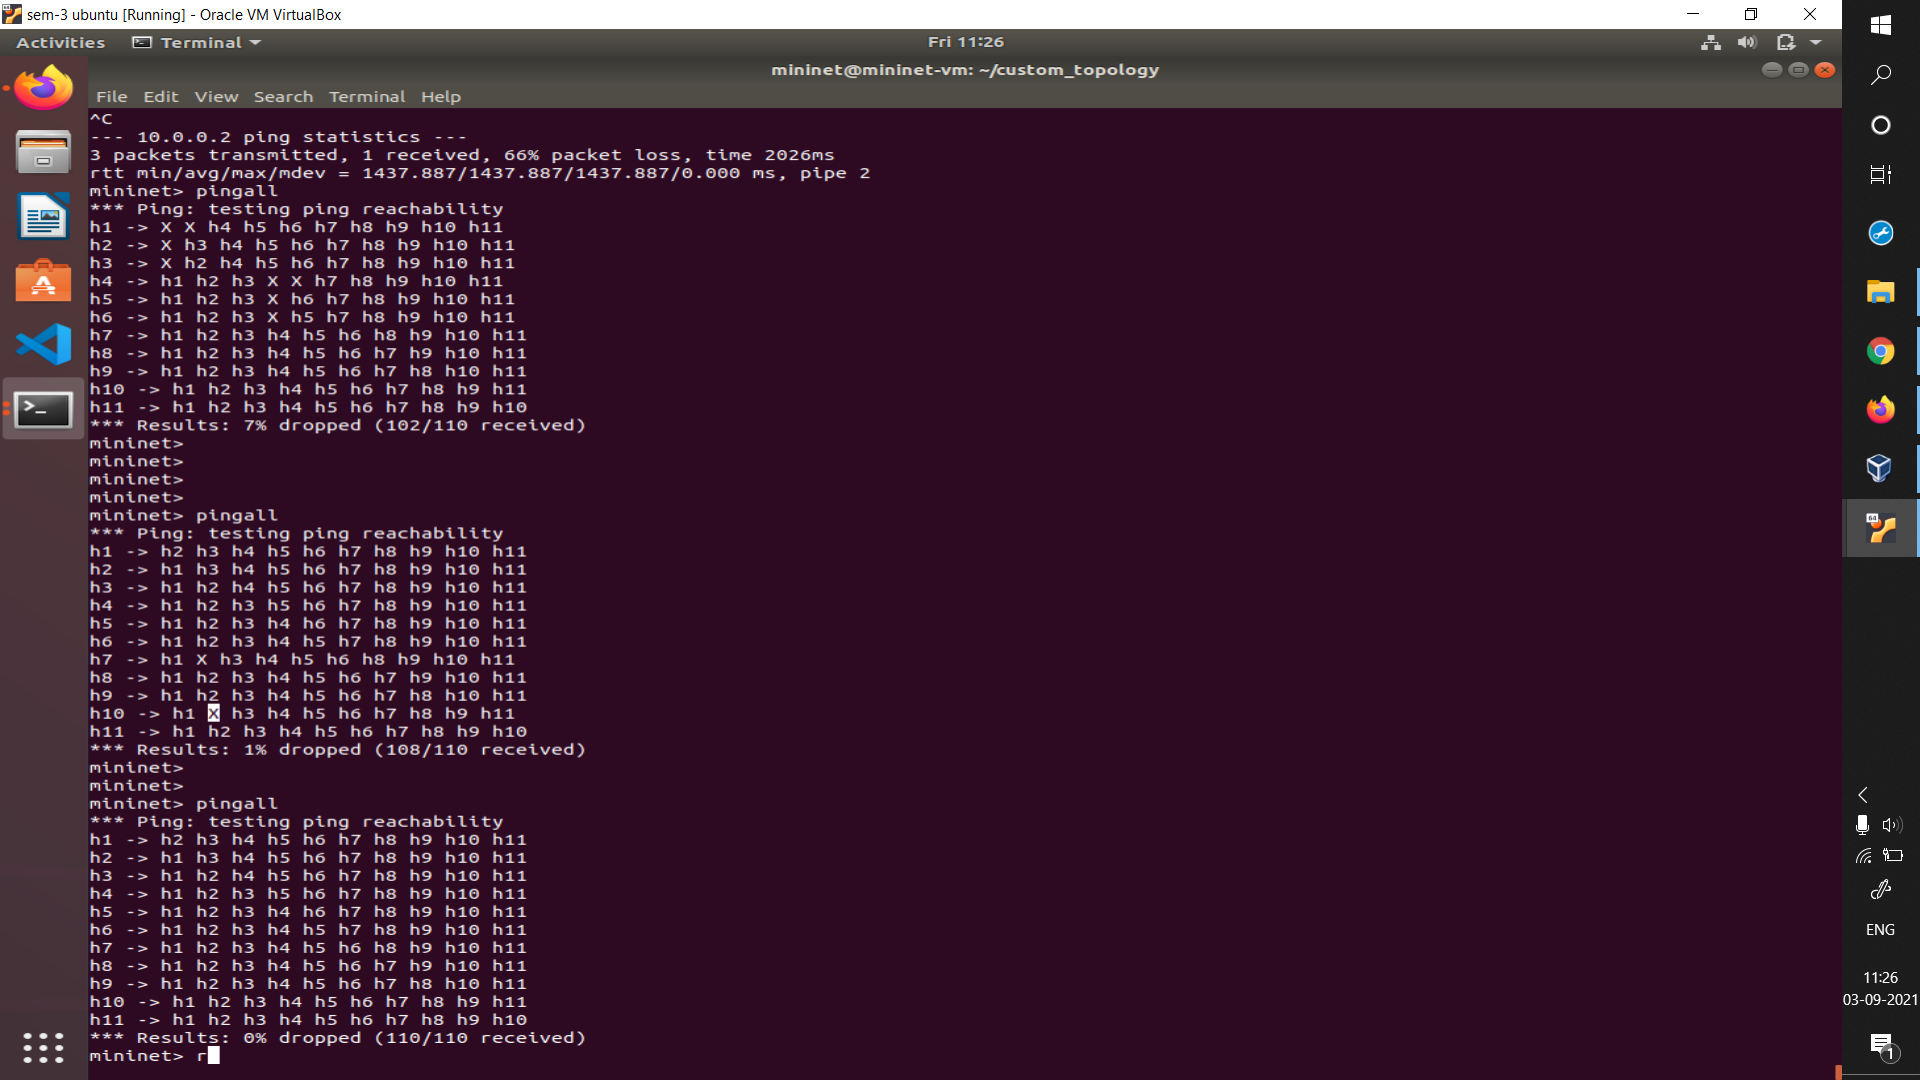 sem-3 ubuntu [Running] - Oracle VM VirtualBox
Activities Terminal Fri 11:26
mininet@mininet-vm: ~/custom_topology
File Edit View Search Terminal Help
^C
--- 10.0.0.2 ping statistics ---
3 packets transmitted, 1 received, 66% packet loss, time 2026ms
rtt min/avg/max/mdev = 1437.887/1437.887/1437.887/0.000 ms, pipe 2
mininet> pingall
*** Ping: testing ping reachability
h1 -> X X h4 h5 h6 h7 h8 h9 h10 h11
h2 -> X h3 h4 h5 h6 h7 h8 h9 h10 h11
h3 -> X h2 h4 h5 h6 h7 h8 h9 h10 h11
h4 -> h1 h2 h3 X X h7 h8 h9 h10 h11
h5 -> h1 h2 h3 X h6 h7 h8 h9 h10 h11
h6 -> h1 h2 h3 X h5 h7 h8 h9 h10 h11
h7 -> h1 h2 h3 h4 h5 h6 h8 h9 h10 h11
h8 -> h1 h2 h3 h4 h5 h6 h7 h9 h10 h11
h9 -> h1 h2 h3 h4 h5 h6 h7 h8 h10 h11
h10 -> h1 h2 h3 h4 h5 h6 h7 h8 h9 h11
h11 -> h1 h2 h3 h4 h5 h6 h7 h8 h9 h10
*** Results: 7% dropped (102/110 received)
mininet>
mininet>
mininet>
mininet>
mininet> pingall
*** Ping: testing ping reachability
h1 -> h2 h3 h4 h5 h6 h7 h8 h9 h10 h11
h2 -> h1 h3 h4 h5 h6 h7 h8 h9 h10 h11
h3 -> h1 h2 h4 h5 h6 h7 h8 h9 h10 h11
h4 -> h1 h2 h3 h5 h6 h7 h8 h9 h10 h11
h5 -> h1 h2 h3 h4 h6 h7 h8 h9 h10 h11
h6 -> h1 h2 h3 h4 h5 h7 h8 h9 h10 h11
h7 -> h1 X h3 h4 h5 h6 h8 h9 h10 h11
h8 -> h1 h2 h3 h4 h5 h6 h7 h9 h10 h11
h9 -> h1 h2 h3 h4 h5 h6 h7 h8 h10 h11
h10 -> h1 X h3 h4 h5 h6 h7 h8 h9 h11
h11 -> h1 h2 h3 h4 h5 h6 h7 h8 h9 h10
*** Results: 1% dropped (108/110 received)
mininet>
mininet>
mininet> pingall
*** Ping: testing ping reachability
h1 -> h2 h3 h4 h5 h6 h7 h8 h9 h10 h11
h2 -> h1 h3 h4 h5 h6 h7 h8 h9 h10 h11
h3 -> h1 h2 h4 h5 h6 h7 h8 h9 h10 h11
h4 -> h1 h2 h3 h5 h6 h7 h8 h9 h10 h11
h5 -> h1 h2 h3 h4 h6 h7 h8 h9 h10 h11
h6 -> h1 h2 h3 h4 h5 h7 h8 h9 h10 h11
h7 -> h1 h2 h3 h4 h5 h6 h8 h9 h10 h11
h8 -> h1 h2 h3 h4 h5 h6 h7 h9 h10 h11
h9 -> h1 h2 h3 h4 h5 h6 h7 h8 h10 h11
h10 -> h1 h2 h3 h4 h5 h6 h7 h8 h9 h11
h11 -> h1 h2 h3 h4 h5 h6 h7 h8 h9 h10
*** Results: 0% dropped (110/110 received)
mininet> r
64
ENG
11:26
03-09-2021
1